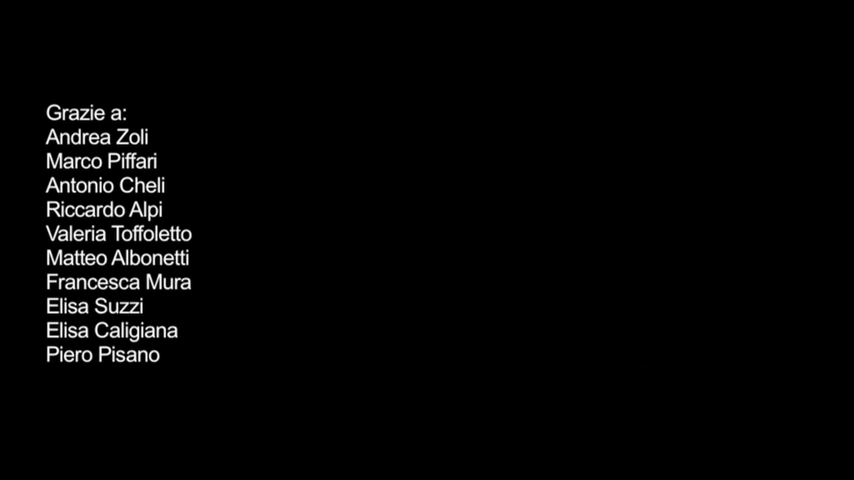 Grazie a:
Andrea Zoli
Marco Piffari
Antonio Cheli
Riccardo Alpi
Valeria Toffoletto
Matteo Albonetti
Francesca Mura
Elisa Suzzi
Elisa Caligiana
Piero Pisano